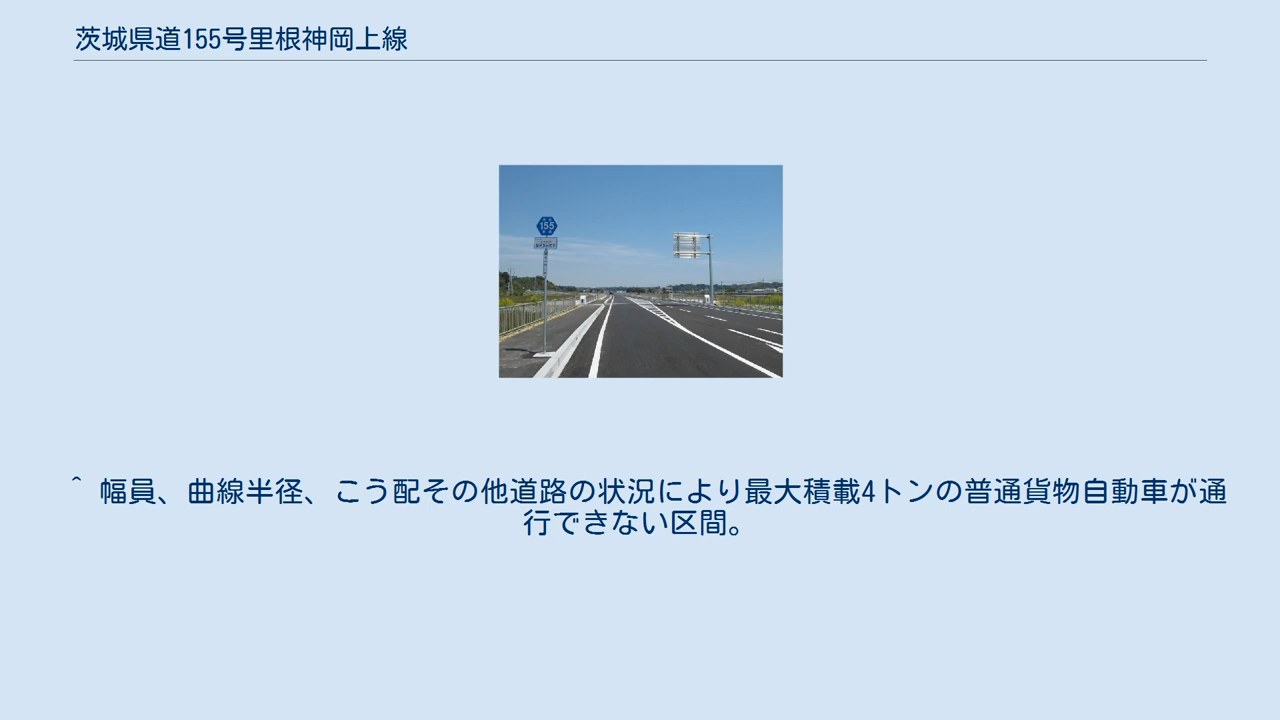 茨城県道155号里根神岡上線
155
^ 幅員、曲線半径、こう配その他道路の状況により最大積載4トンの普通貨物自動車が通
行できない区間。